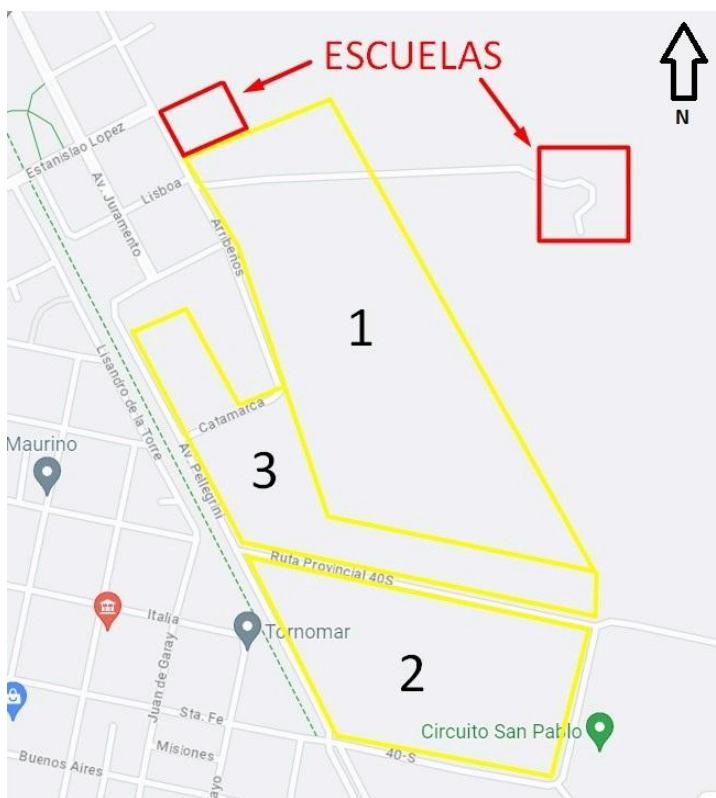 ESCUELAS
N
Estanislao Lopez
Lisboa
Av. Juramento
Arribeños
1
Lisandro de la Torre
Catamarca
Maurino
Av. Pellegrini
3
Ruta Provincial 40S
Italia
Tornomar
Juan de Garay
2
Sta. Fe
Circuito San Pablo
40-S
Misiones
Buenos Aires
ayo